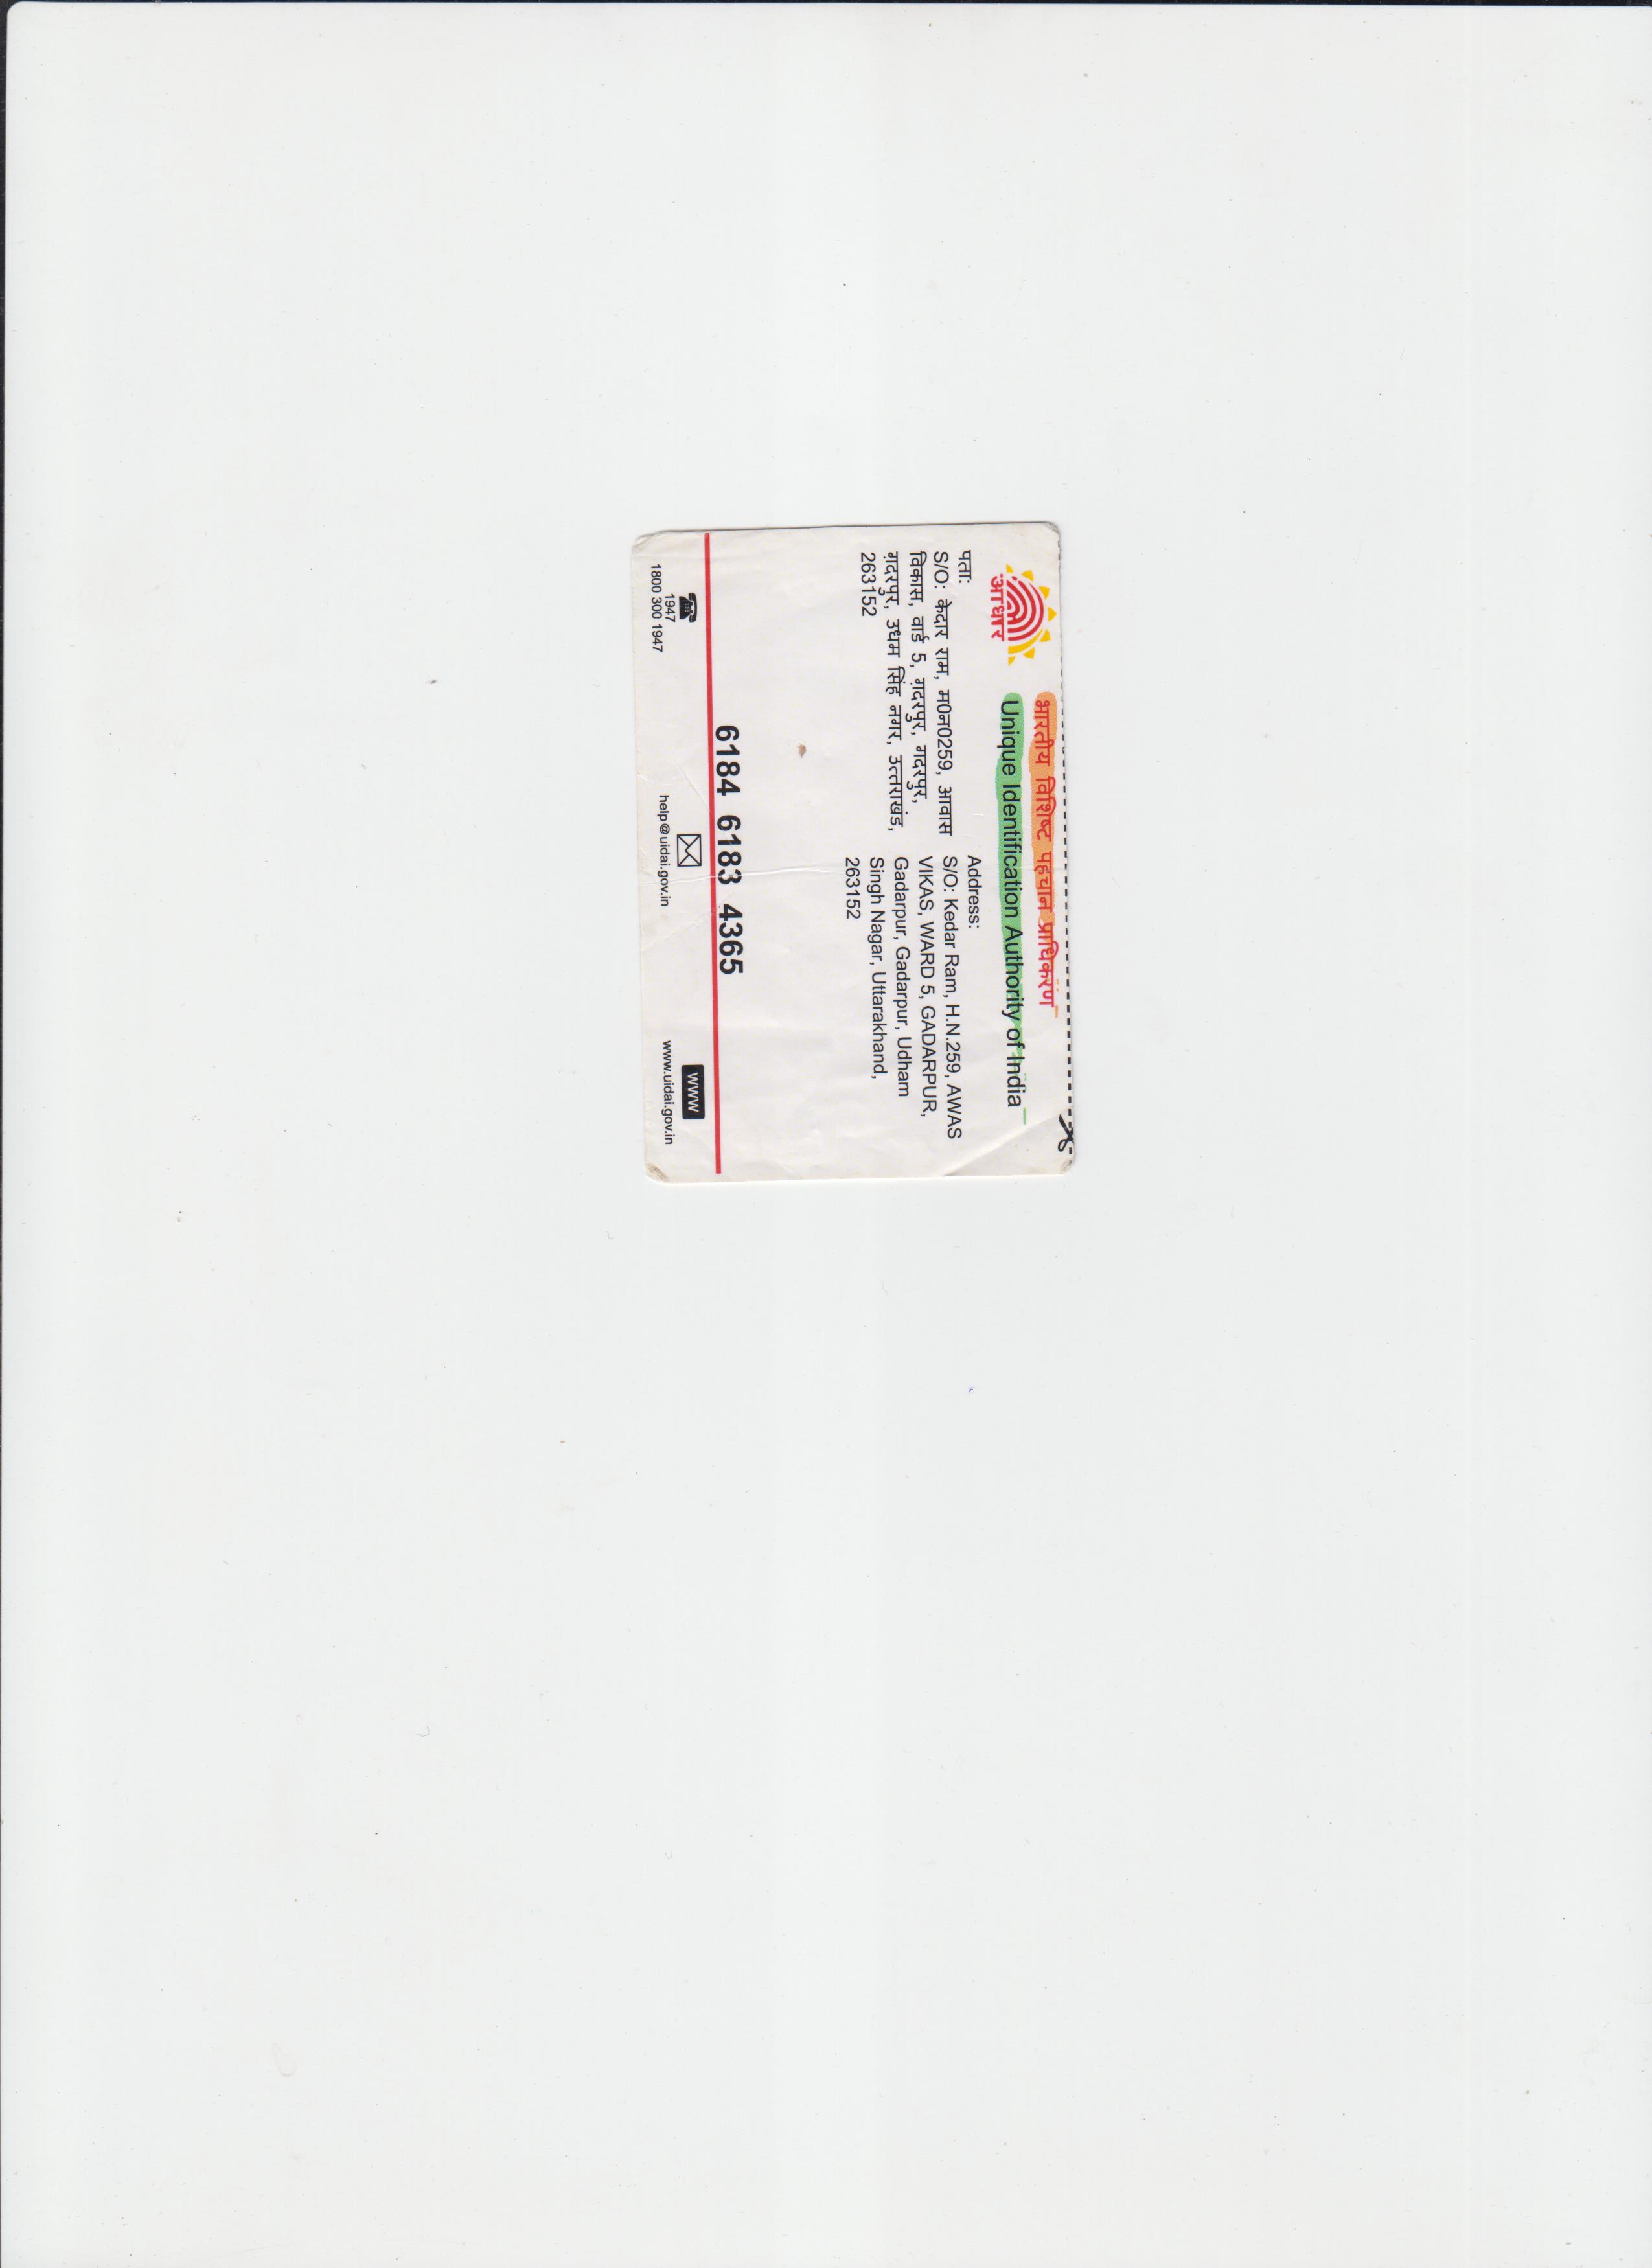 भारतीय विशिष्ट पहचान प्राधिकरण
Unique Identification Authority of India
आधार
पता:
S/O: केदार राम, म0न0259, आवास
विकास, वार्ड 5, ग़दरपुर, गदरपुर,
ग़दरपुर, उधम सिंह नगर, उत्तराखंड,
263152
Address:
S/O: Kedar Ram, H.N.259, AWAS
VIKAS, WARD 5, GADARPUR,
Gadarpur, Gadarpur, Udham
Singh Nagar, Uttarakhand,
263152
6184 6183 4365
1947
1800 300 1947
help@uidai.gov.in
WWW
www.uidai.gov.in